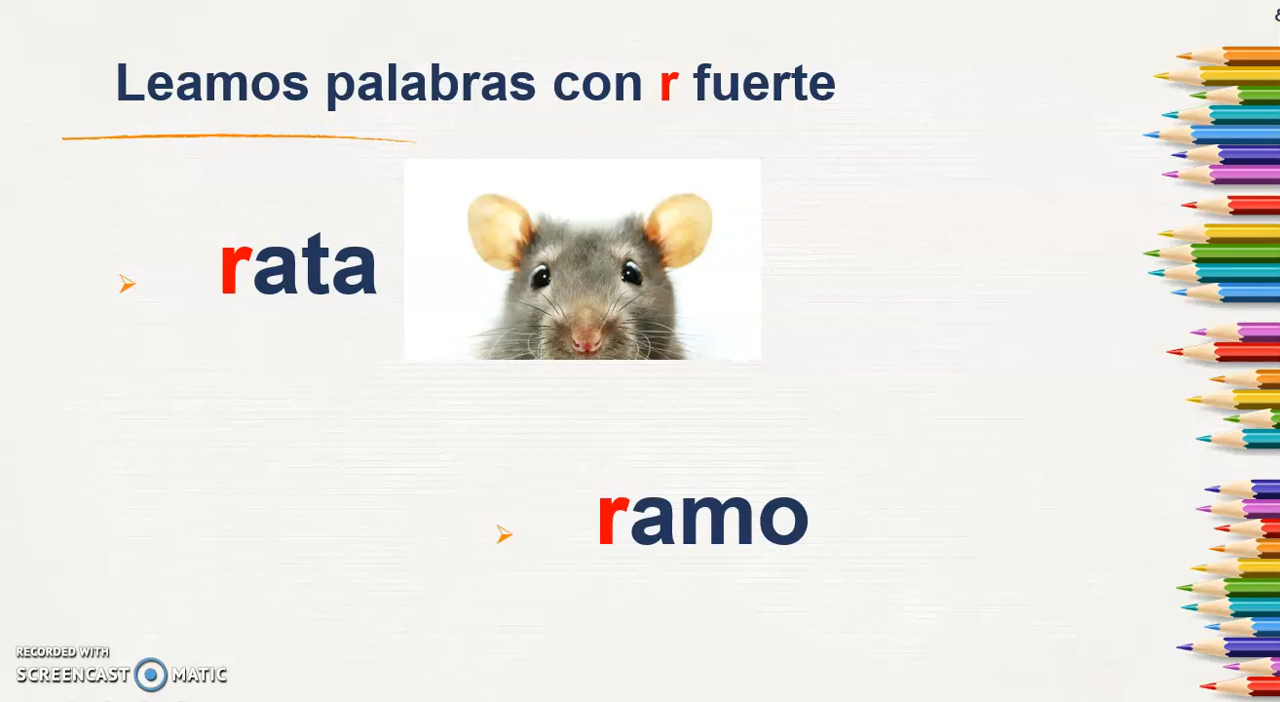 Leamos palabras con r fuerte
rata
ramo
RECORDED WITH
SCREENCAST MATIC